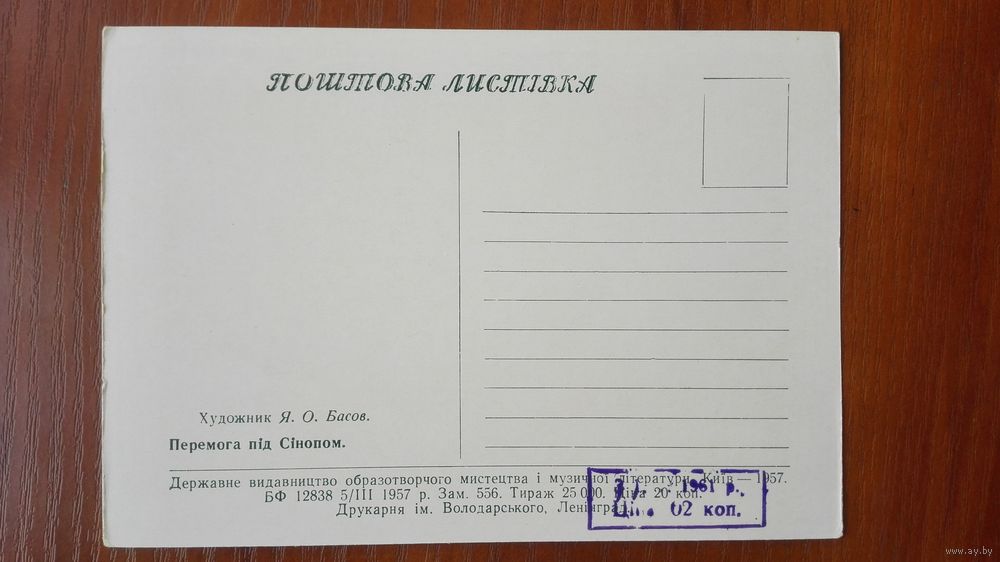 ПОШТОВА ЛИСТІВКА
Художник Я. О. Басов.
Перемога під Сінопом.
Державне видавництво образотворчого мистецтва і музичної літератури. Київ — 1957.
БФ 12838 5/III 1957 р. Зам. 556. Тираж 25 000. Ціна 20 коп.
Друкарня ім. Володарського, Ленінград.
1961 р.
02 коп.
www.ay.by